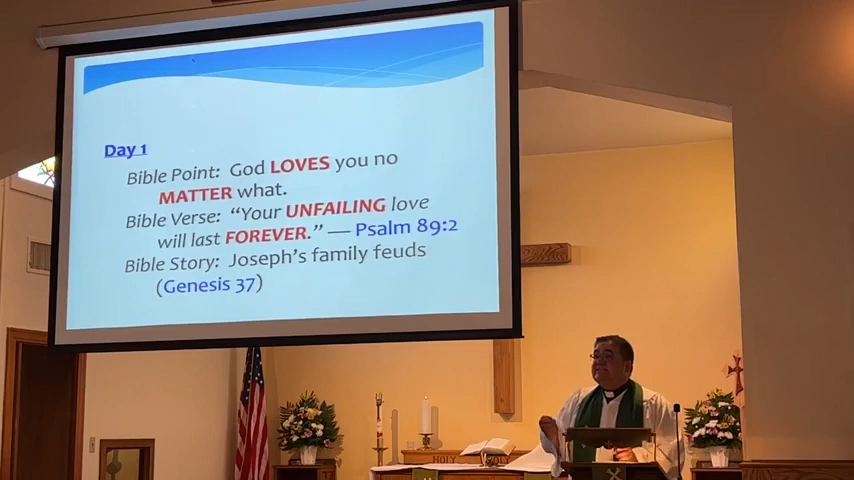 Day 1
Bible Point: God LOVES you no
MATTER what.
Bible Verse: “Your UNFAILING love
will last FOREVER.” — Psalm 89:2
Bible Story: Joseph’s family feuds
(Genesis 37)
HOLY HOLY